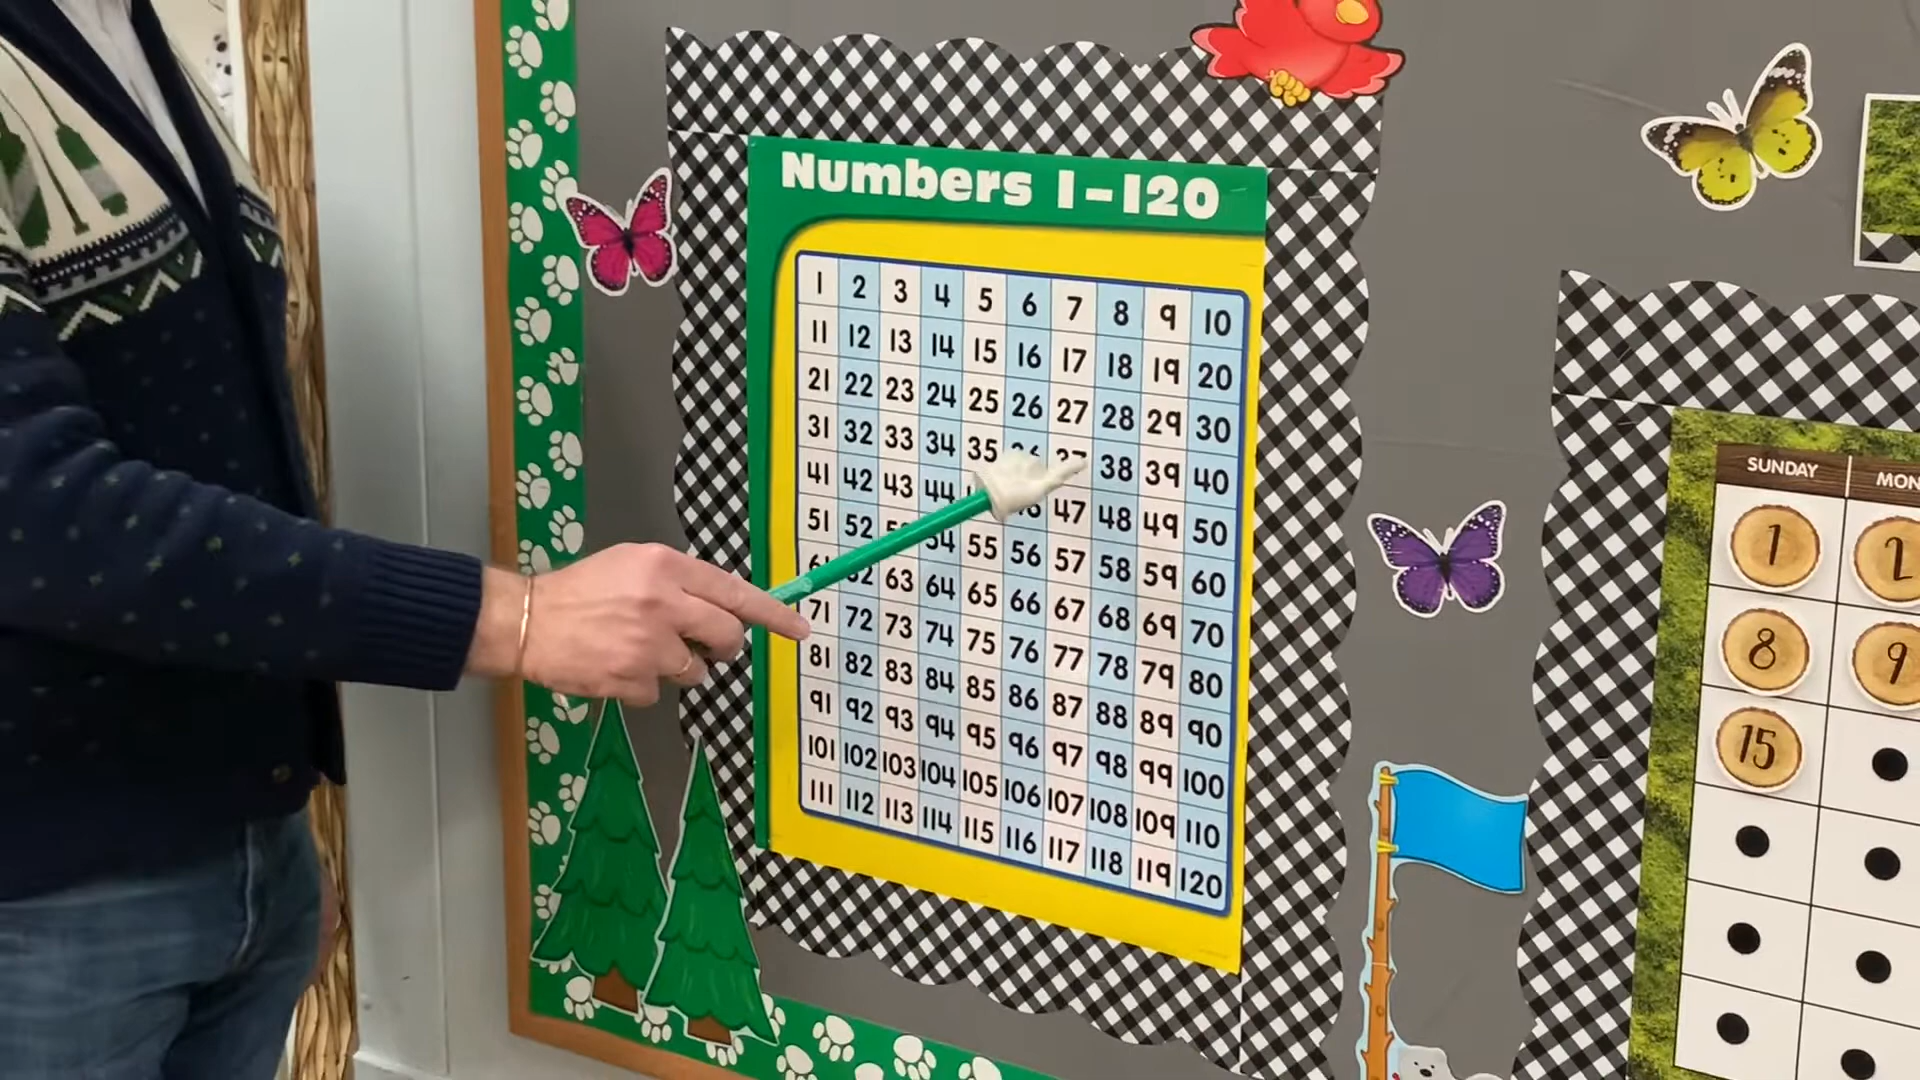 Numbers 1-120
1 2 3 4 5 6 7 8 9 10
11 12 13 14 15 16 17 18 19 20
21 22 23 24 25 26 27 28 29 30
31 32 33 34 35 37 38 39 40
41 42 43 44 47 48 49 50
51 52 54 55 56 57 58 59 60
63 64 65 66 67 68 69 70
71 72 73 74 75 76 77 78 79 80
81 82 83 84 85 86 87 88 89 90
91 92 93 94 95 96 97 98 99 100
101 102 103 104 105 106 107 108 109 110
111 112 113 114 115 116 117 118 119 120
SUNDAY MON
1 2
8 9
15